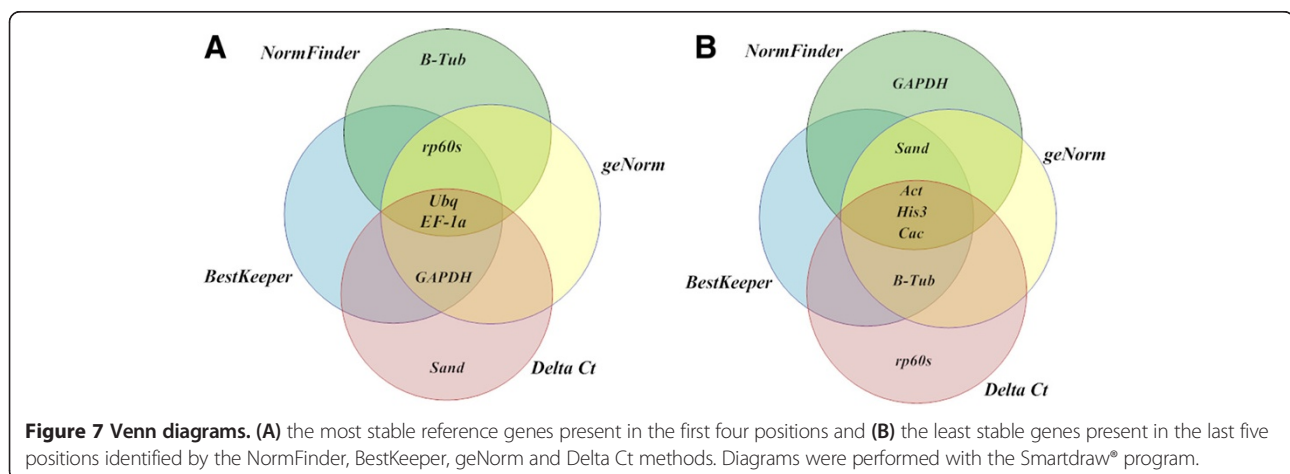 A
NormFinder
B-Tub
rp60s
geNorm
Ubq
EF-1a
BestKeeper
GAPDH
Sand
Delta Ct
B
NormFinder
GAPDH
Sand
geNorm
Act
His3
Cac
BestKeeper
B-Tub
rp60s
Delta Ct
Figure 7 Venn diagrams. (A) the most stable reference genes present in the first four positions and (B) the least stable genes present in the last five
positions identified by the NormFinder, BestKeeper, geNorm and Delta Ct methods. Diagrams were performed with the Smartdraw® program.